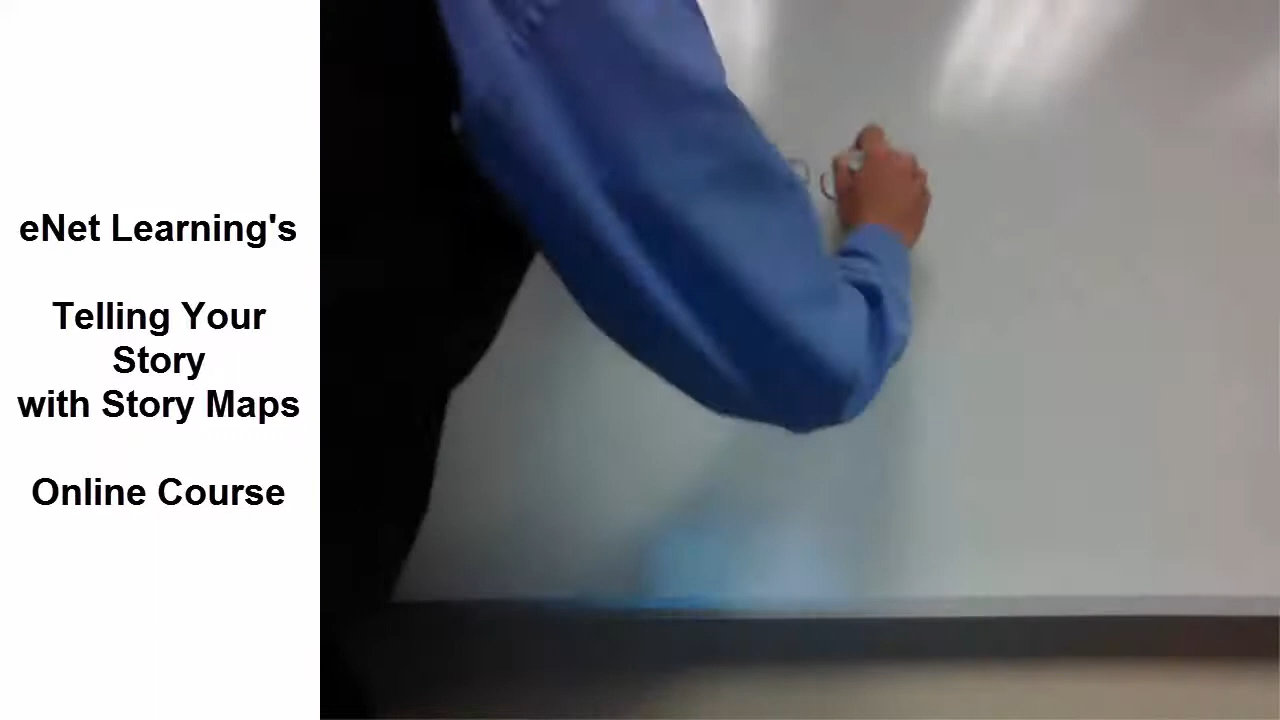 eNet Learning's
Telling Your
Story
with Story Maps
Online Course